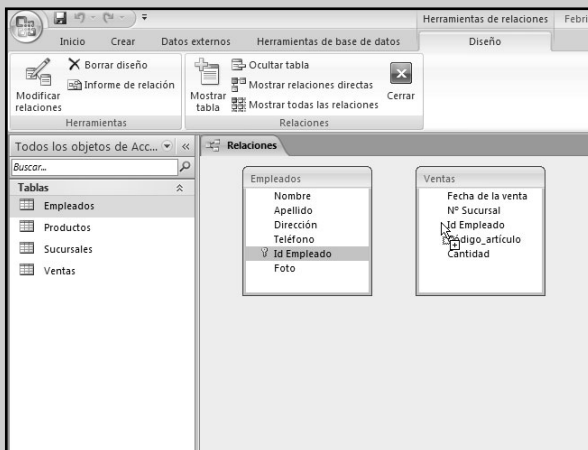 Herramientas de relaciones Febri
Inicio Crear Datos externos Herramientas de base de datos Diseño
Modificar relaciones
Borrar diseño
Informe de relación
Herramientas
Mostrar tabla
Ocultar tabla
Mostrar relaciones directas
Mostrar todas las relaciones
Cerrar
Relaciones
Todos los objetos de Acc...
Buscar...
Tablas
Empleados
Productos
Sucursales
Ventas
Relaciones
Empleados
Nombre
Apellido
Dirección
Teléfono
Id Empleado
Foto
Ventas
Fecha de la venta
Nº Sucursal
Id Empleado
Código_artículo
Cantidad